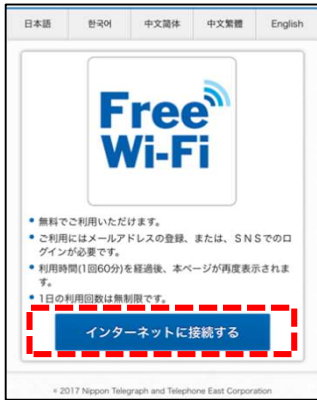 日本語 한국어 中文简体 中文繁體 English
Free
Wi-Fi
• 無料でご利用いただけます。
• ご利用にはメールアドレスの登録、または、ＳＮＳでのロ
グインが必要です。
• 利用時間(1回60分)を経過後、本ページが再度表示されま
す。
• 1日の利用回数は無制限です。
インターネットに接続する
© 2017 Nippon Telegraph and Telephone East Corporation